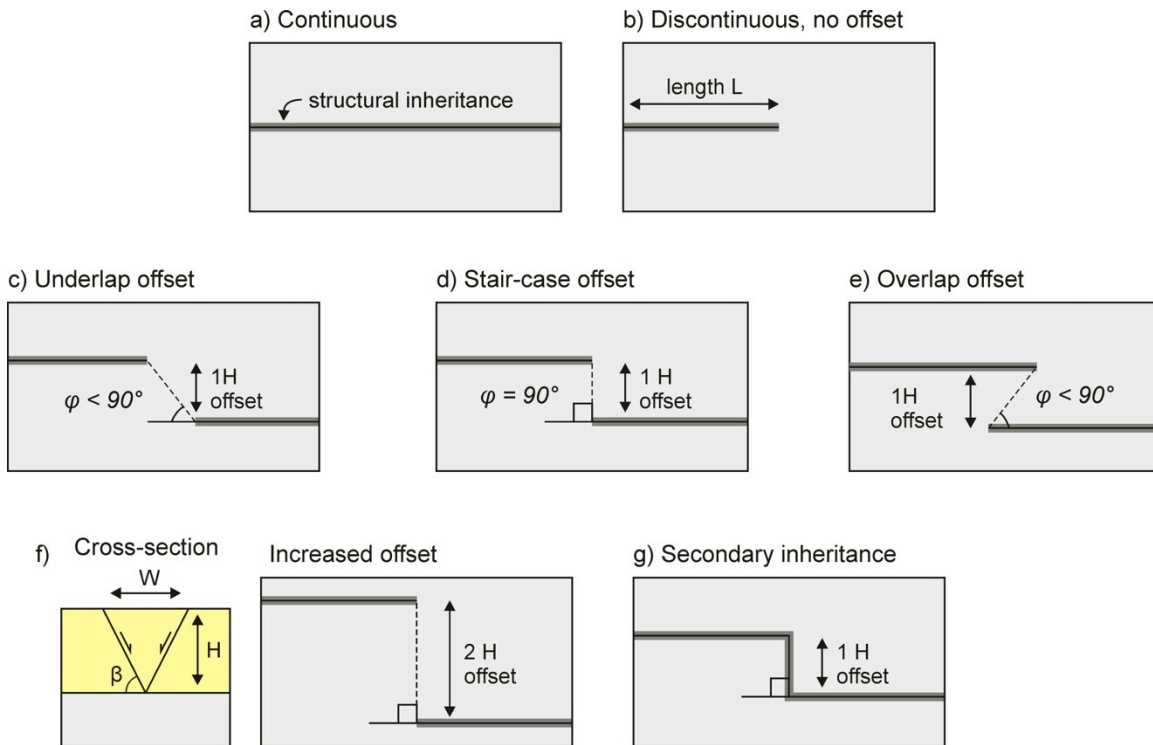 a) Continuous
structural inheritance
b) Discontinuous, no offset
length L
c) Underlap offset
φ < 90°
1H
offset
d) Stair-case offset
φ = 90°
1 H
offset
e) Overlap offset
1H
offset
φ < 90°
f)
Cross-section
W
H
β
Increased offset
2 H
offset
g) Secondary inheritance
1 H
offset